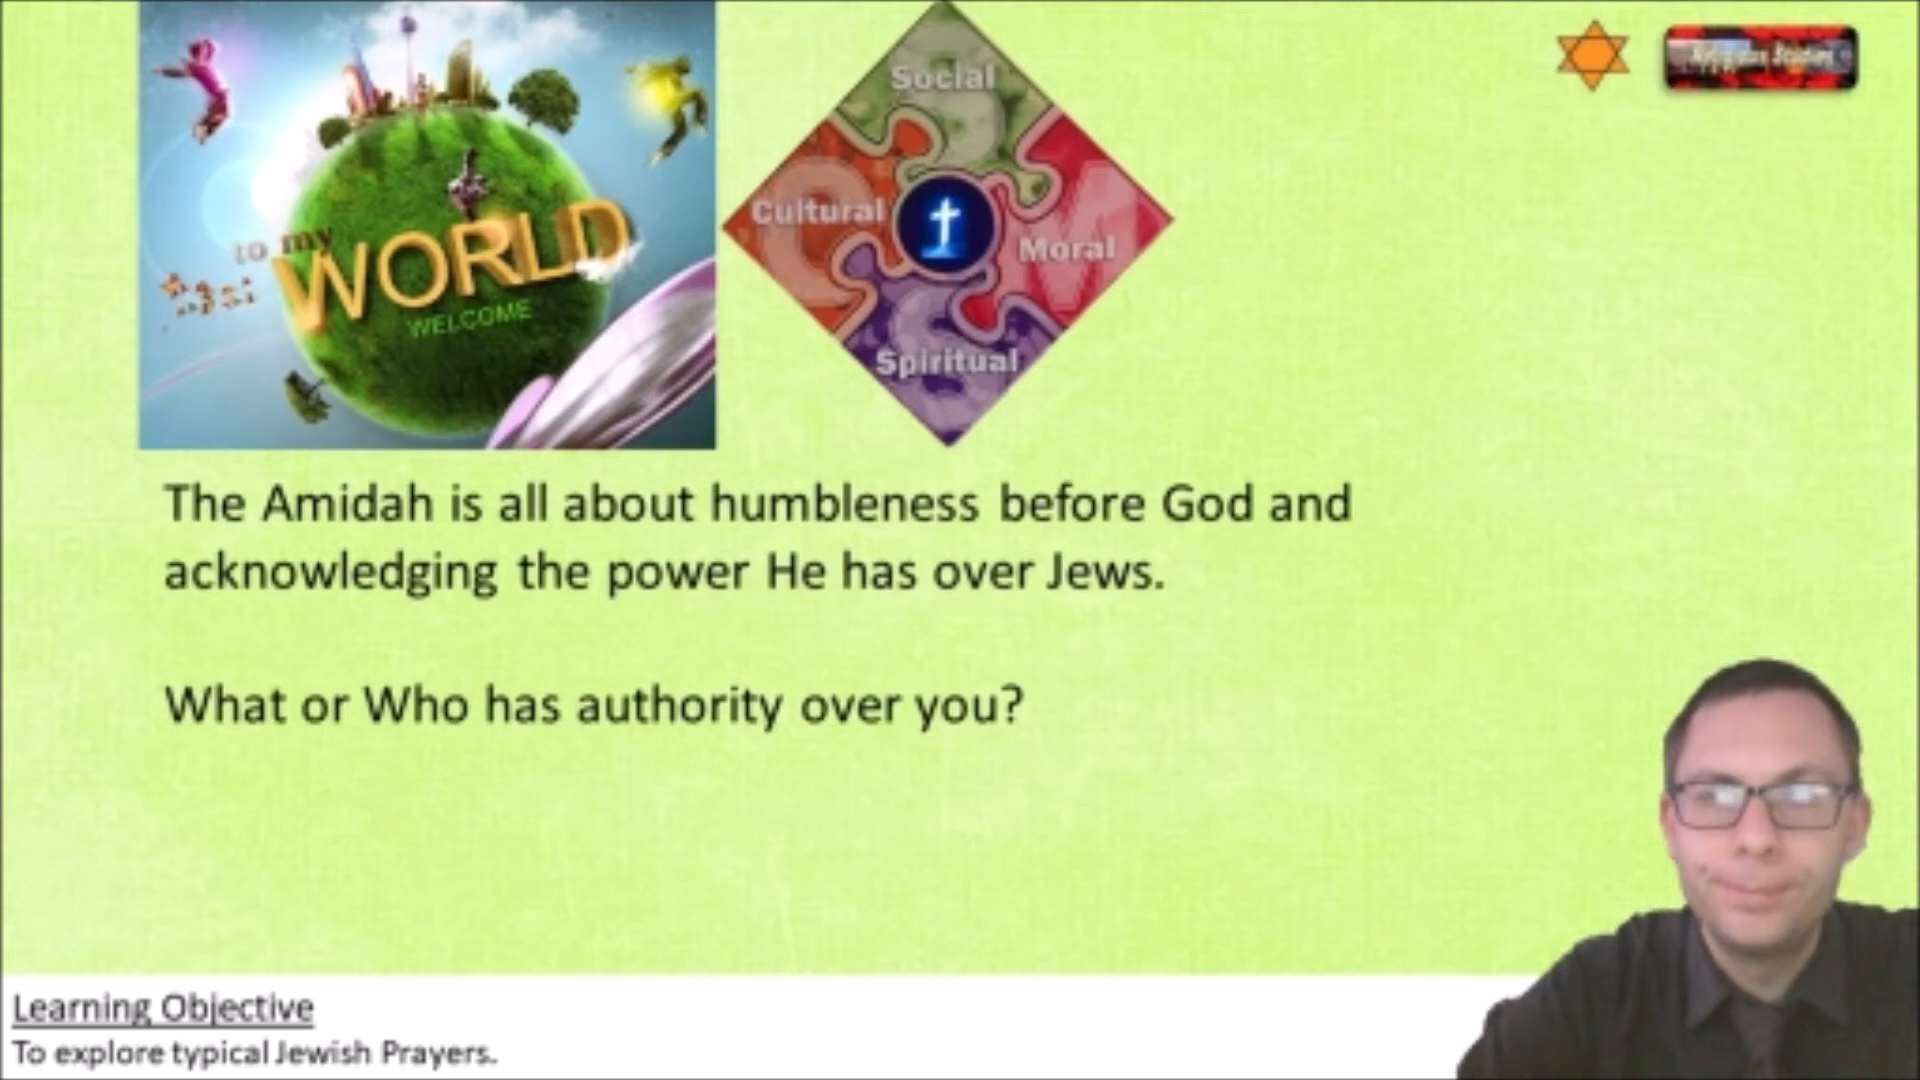 to my
WORLD
WELCOME
Social
Cultural
Moral
Spiritual
Religious Studies
The Amidah is all about humbleness before God and
acknowledging the power He has over Jews.
What or Who has authority over you?
Learning Objective
To explore typical Jewish Prayers.